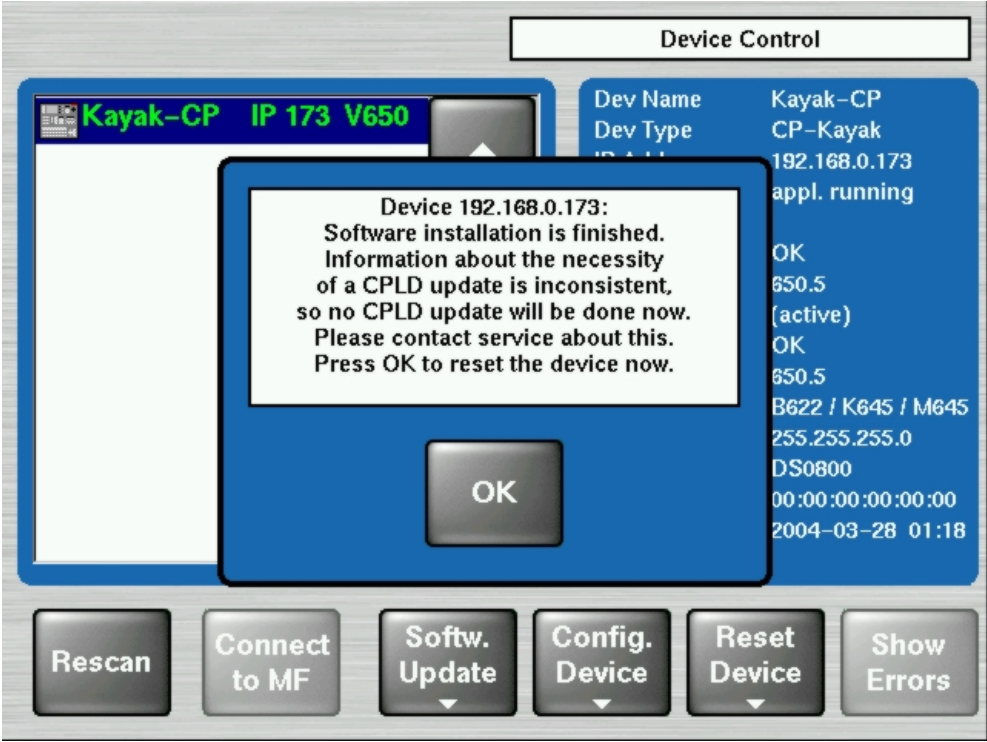 Device Control
Kayak-CP IP 173 V650
Dev Name Kayak-CP
Dev Type CP-Kayak
192.168.0.173
appl. running
OK
650.5
(active)
OK
650.5
B622 / K645 / M645
255.255.255.0
DS0800
00:00:00:00:00:00
2004-03-28 01:18
Device 192.168.0.173:
Software installation is finished.
Information about the necessity
of a CPLD update is inconsistent,
so no CPLD update will be done now.
Please contact service about this.
Press OK to reset the device now.
OK
Rescan
Connect
to MF
Softw.
Update
Config.
Device
Reset
Device
Show
Errors